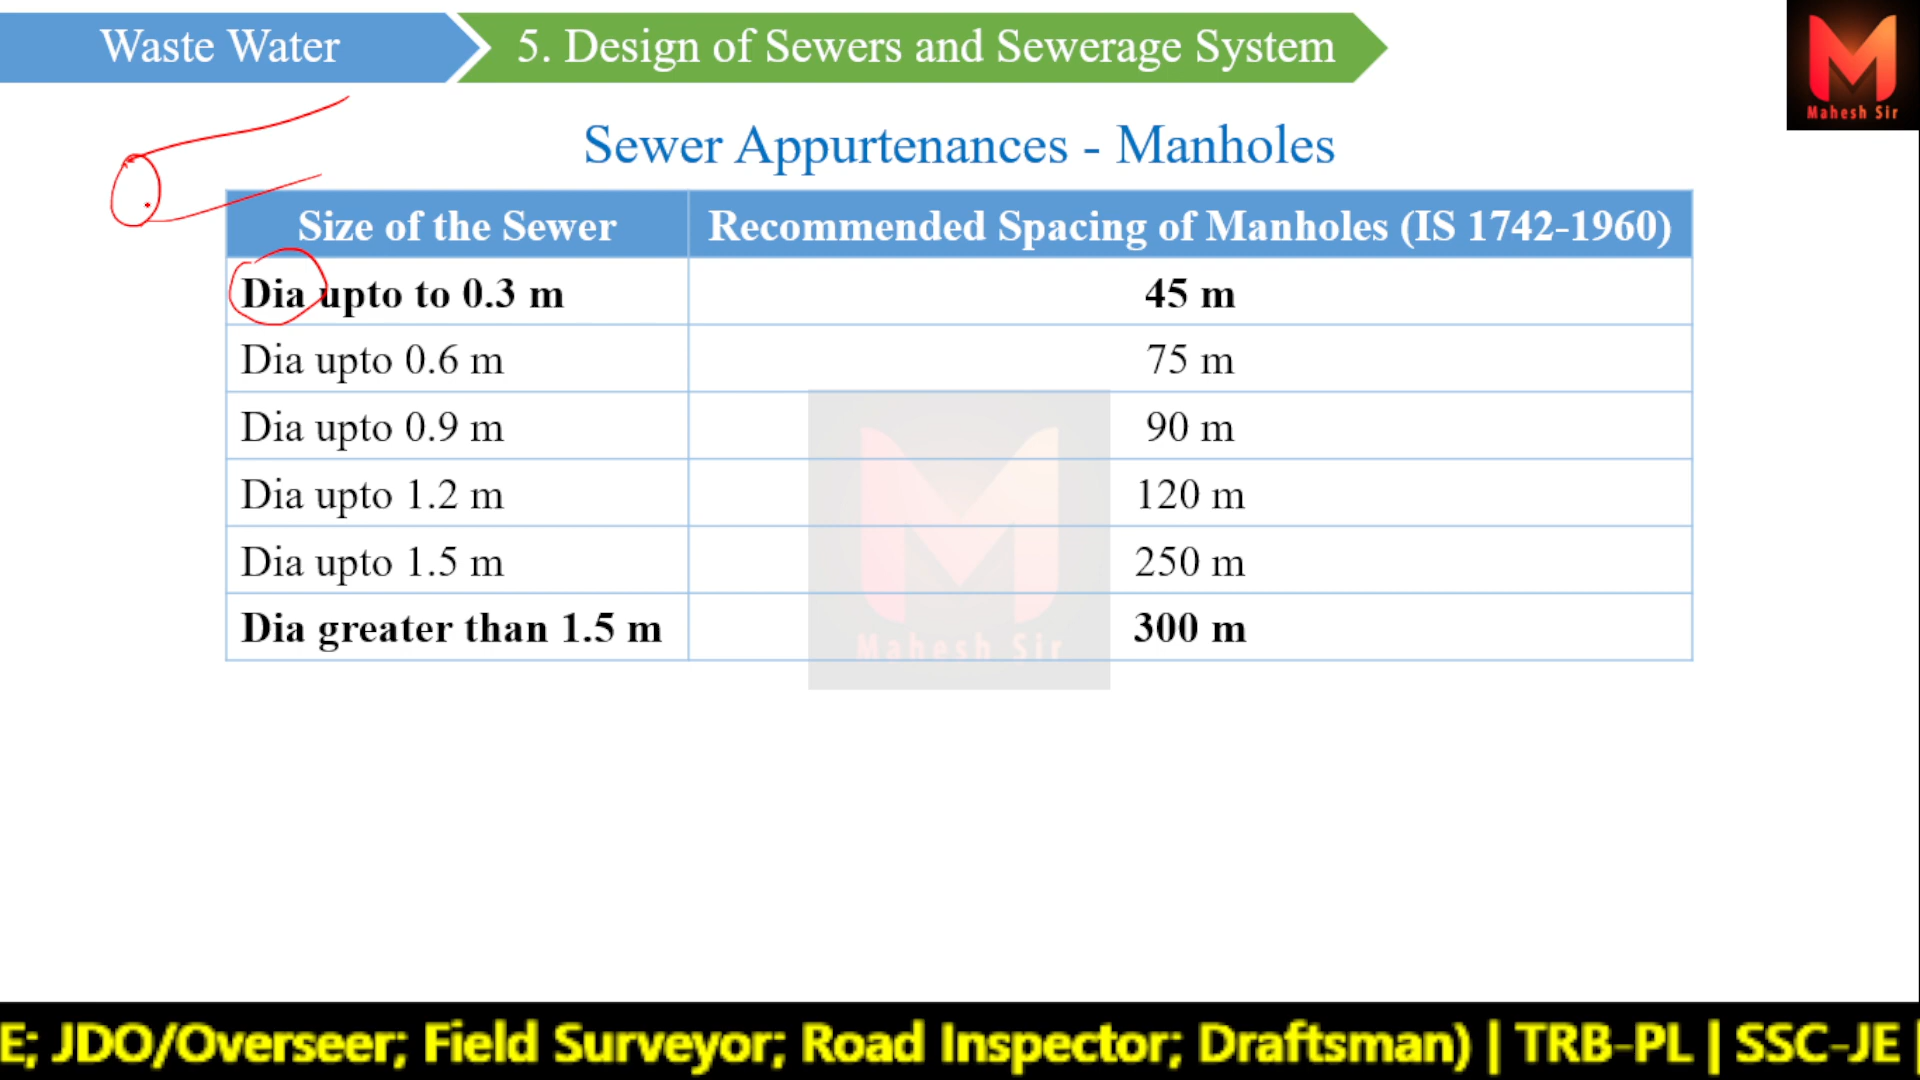 Waste Water
5. Design of Sewers and Sewerage System
Mahesh Sir
Sewer Appurtenances - Manholes
Size of the Sewer Recommended Spacing of Manholes (IS 1742-1960)
Dia upto to 0.3 m 45 m
Dia upto 0.6 m 75 m
Dia upto 0.9 m 90 m
Dia upto 1.2 m 120 m
Dia upto 1.5 m 250 m
Dia greater than 1.5 m 300 m
Mahesh Sir
E; JDO/Overseer; Field Surveyor; Road Inspector; Draftsman) | TRB-PL | SSC-JE |